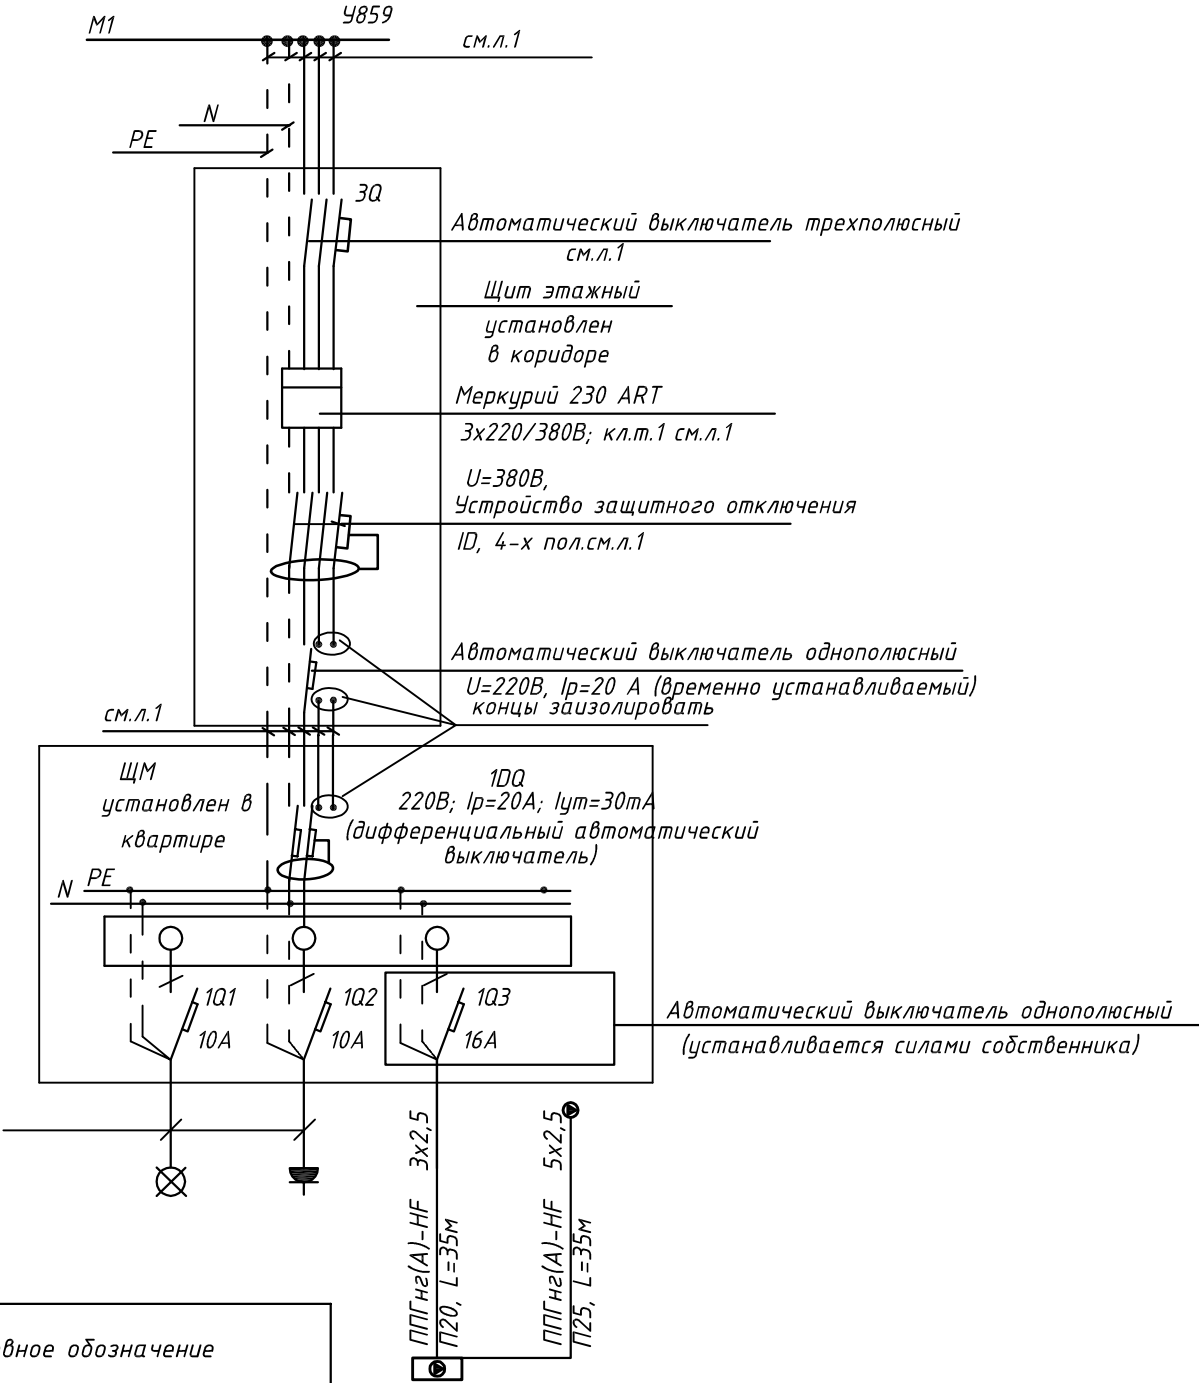 М1
У859
см.л.1
N
PE
3Q
Автоматический выключатель трехполюсный
см.л.1
Щит этажный
установлен
в коридоре
Меркурий 230 ART
3х220/380В; кл.т.1 см.л.1
U=380В,
Устройство защитного отключения
ID, 4-х пол.см.л.1
Автоматический выключатель однополюсный
U=220В, Iр=20 А (временно устанавливаемый)
концы заизолировать
см.л.1
ЩМ
установлен в
квартире
1DQ
220В; Iр=20А; Iут=30mA
(дифференциальный автоматический
выключатель)
PE
N
1Q1
10А
1Q2
10А
1Q3
16А
Автоматический выключатель однополюсный
(устанавливается силами собственника)
ППГнг(А)-HF 3х2,5
П20, L=35м
ППГнг(А)-HF 5х2,5
П25, L=35м
вное обозначение